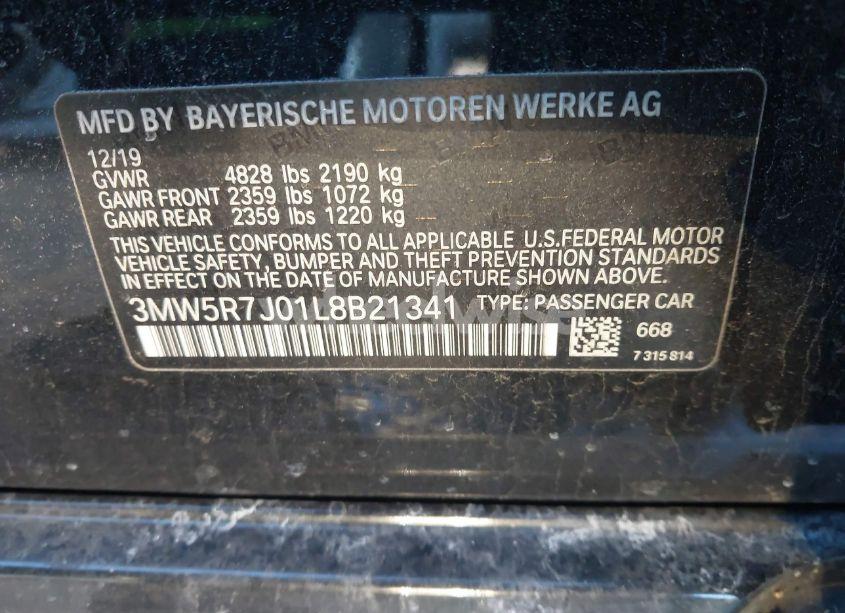 MFD BY BAYERISCHE MOTOREN WERKE AG
12/19
GVWR 4828 lbs 2190 kg
GAWR FRONT 2359 lbs 1072 kg
GAWR REAR 2359 lbs 1220 kg
THIS VEHICLE CONFORMS TO ALL APPLICABLE U.S.FEDERAL MOTOR
VEHICLE SAFETY, BUMPER AND THEFT PREVENTION STANDARDS
IN EFFECT ON THE DATE OF MANUFACTURE SHOWN ABOVE.
3MW5R7J01L8B21341 TYPE: PASSENGER CAR
668
7 315 814